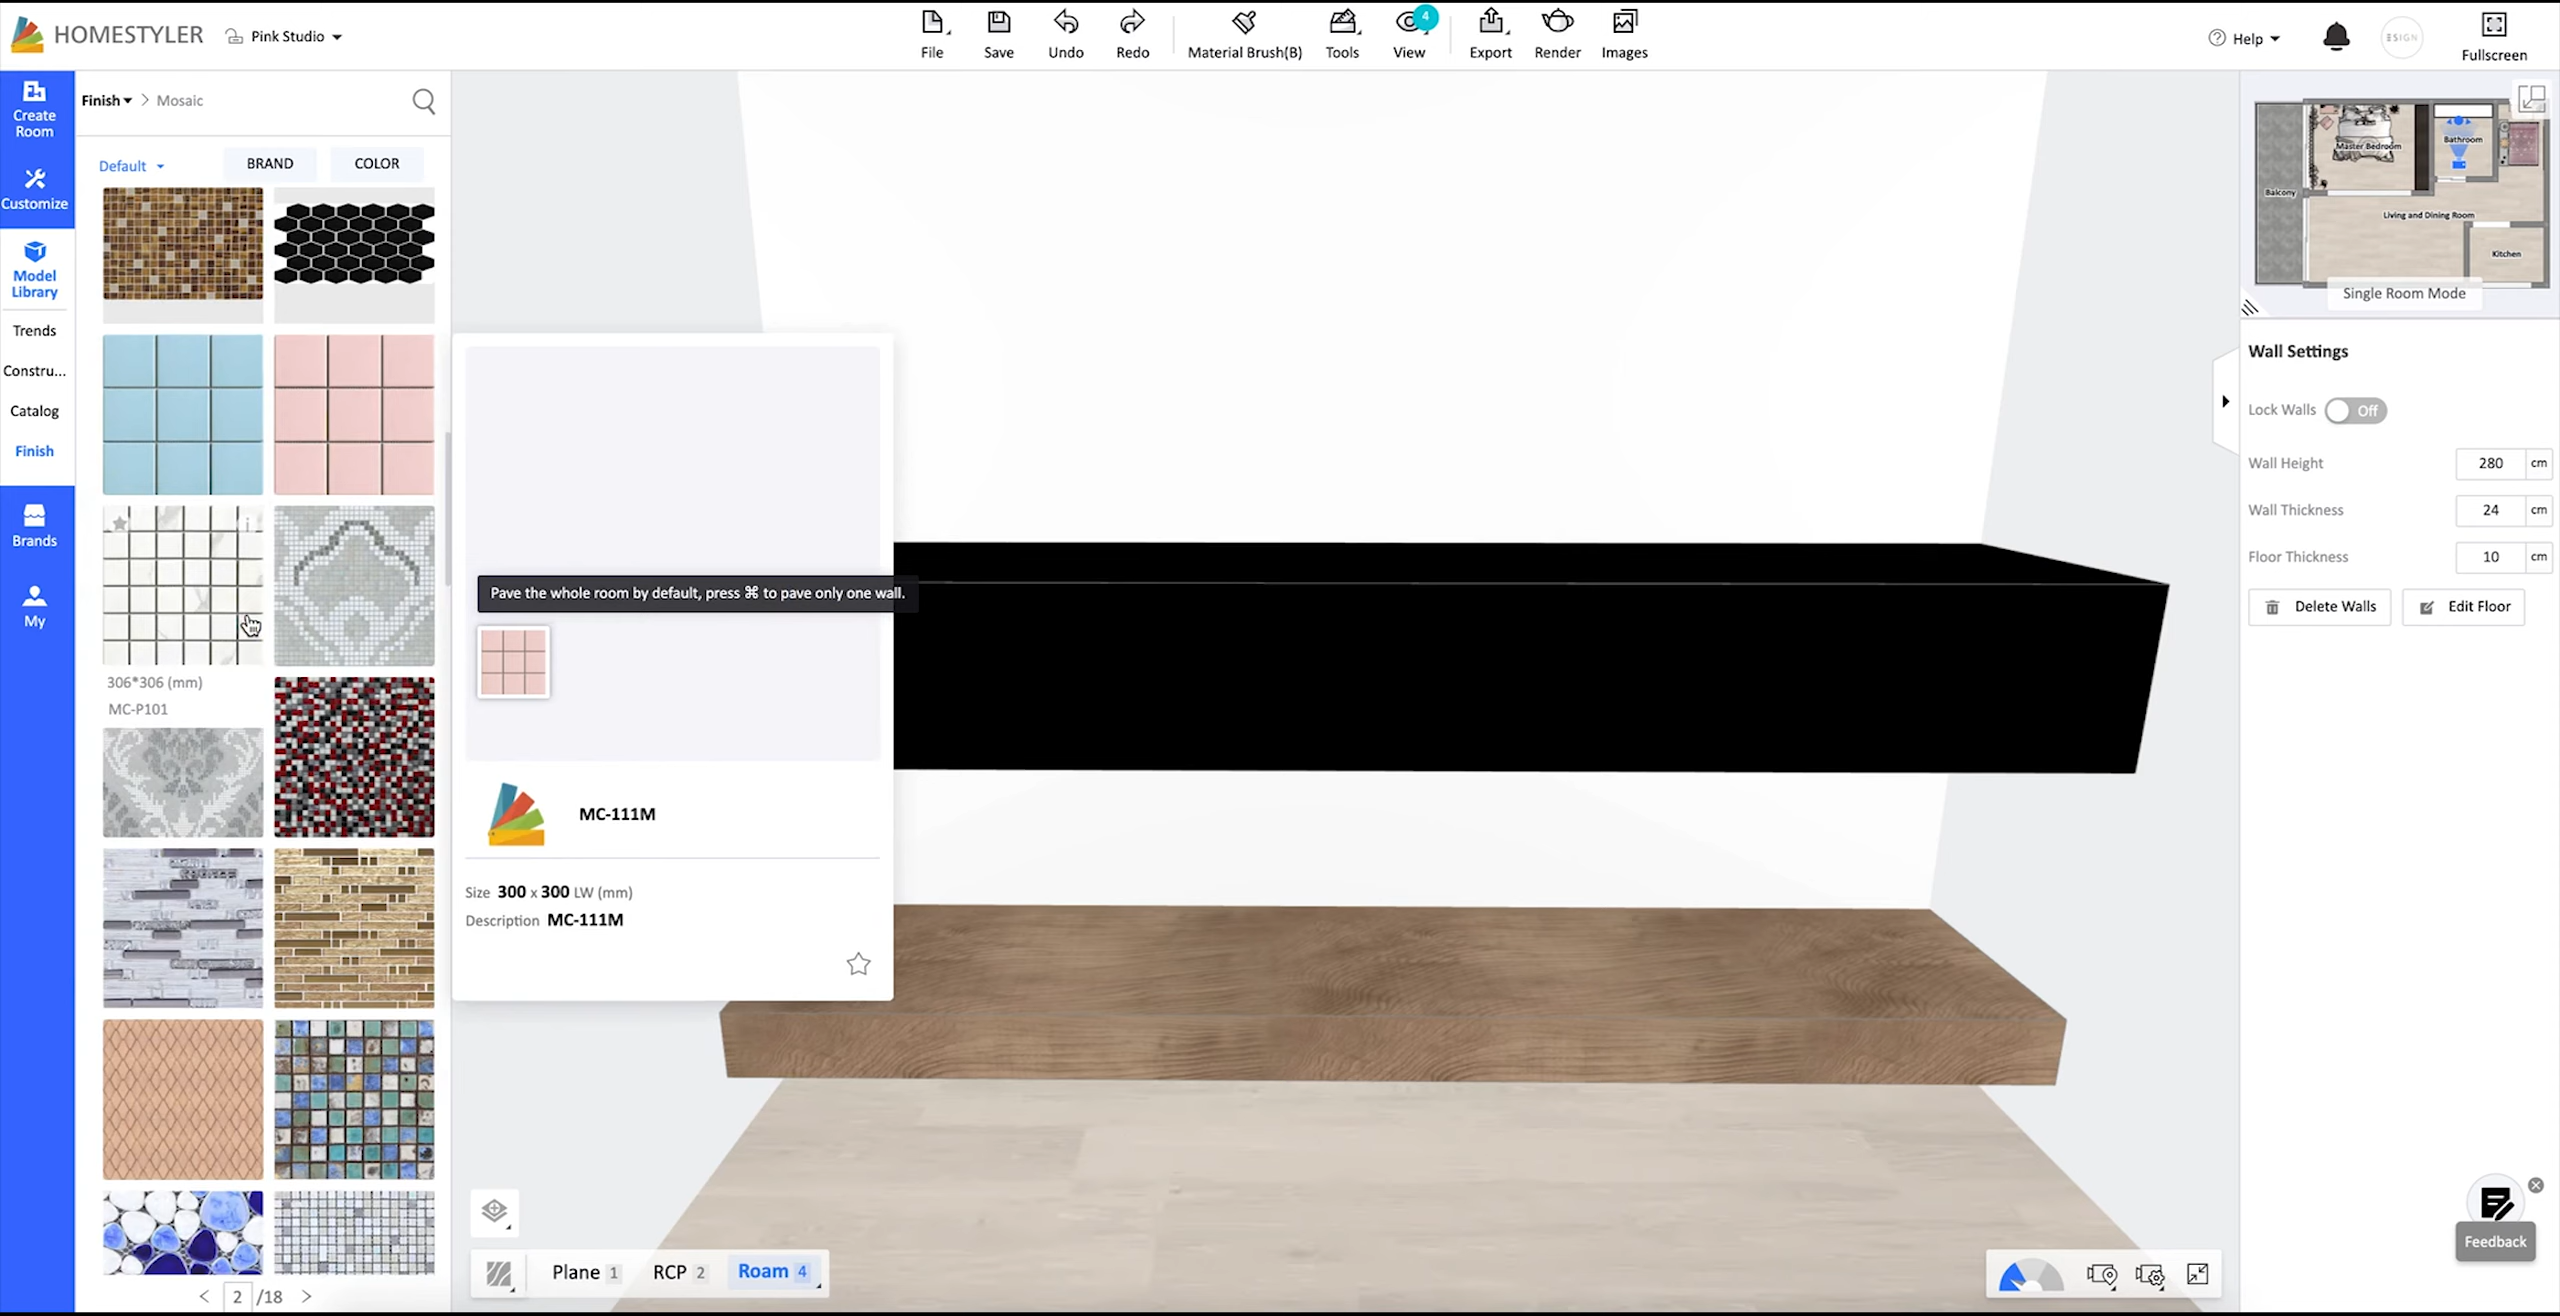 HOMESTYLER
Pink Studio
File
Save
Undo
Redo
Material Brush(B)
Tools
4
View
Export
Render
Images
Help
ESIGN
Fullscreen
Create
Room
Customize
Model
Library
Trends
Constru...
Catalog
Finish
Brands
My
Finish > Mosaic
Default
BRAND
COLOR
306*306 (mm)
MC-P101
< 2 /18 >
Pave the whole room by default, press ⌘ to pave only one wall.
MC-111M
Size 300 x 300 LW (mm)
Description MC-111M
Plane 1
RCP 2
Roam 4
Master Bedroom
Bathroom
Balcony
Living and Dining Room
Kitchen
Single Room Mode
Wall Settings
Lock Walls Off
Wall Height 280 cm
Wall Thickness 24 cm
Floor Thickness 10 cm
Delete Walls
Edit Floor
Feedback